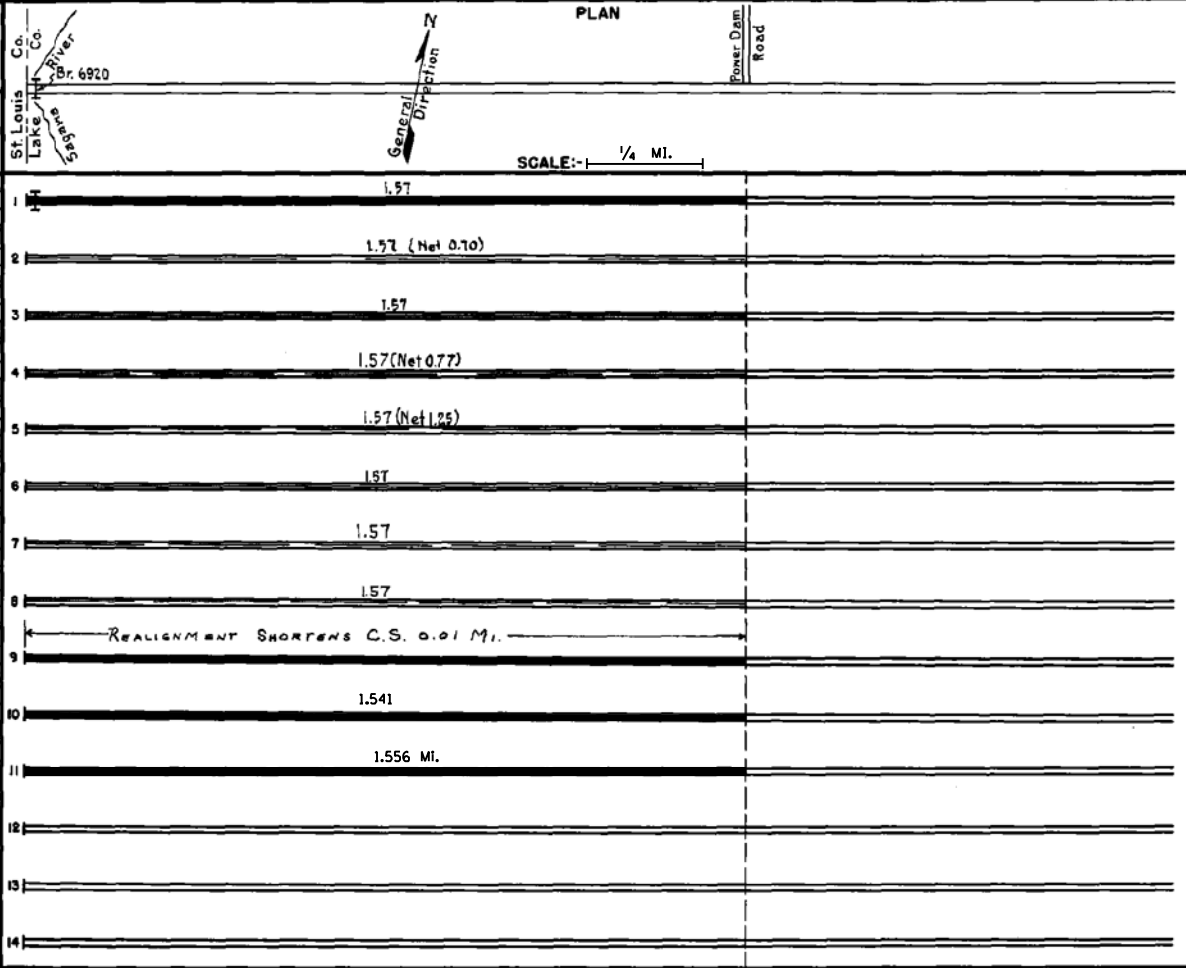 PLAN
St. Louis Co.
Lake Co.
River
Br. 6920
Sagana
N
General
Direction
Power Dam
Road
SCALE:- 1/4 MI.
1 1.57
2 1.57 (Net 0.70)
3 1.57
4 1.57 (Net 0.77)
5 1.57 (Net 1.25)
6 1.57
7 1.57
8 1.57
REALIGNMENT SHORTENS C.S. 0.01 MI.
9
10 1.541
11 1.556 MI.
12
13
14